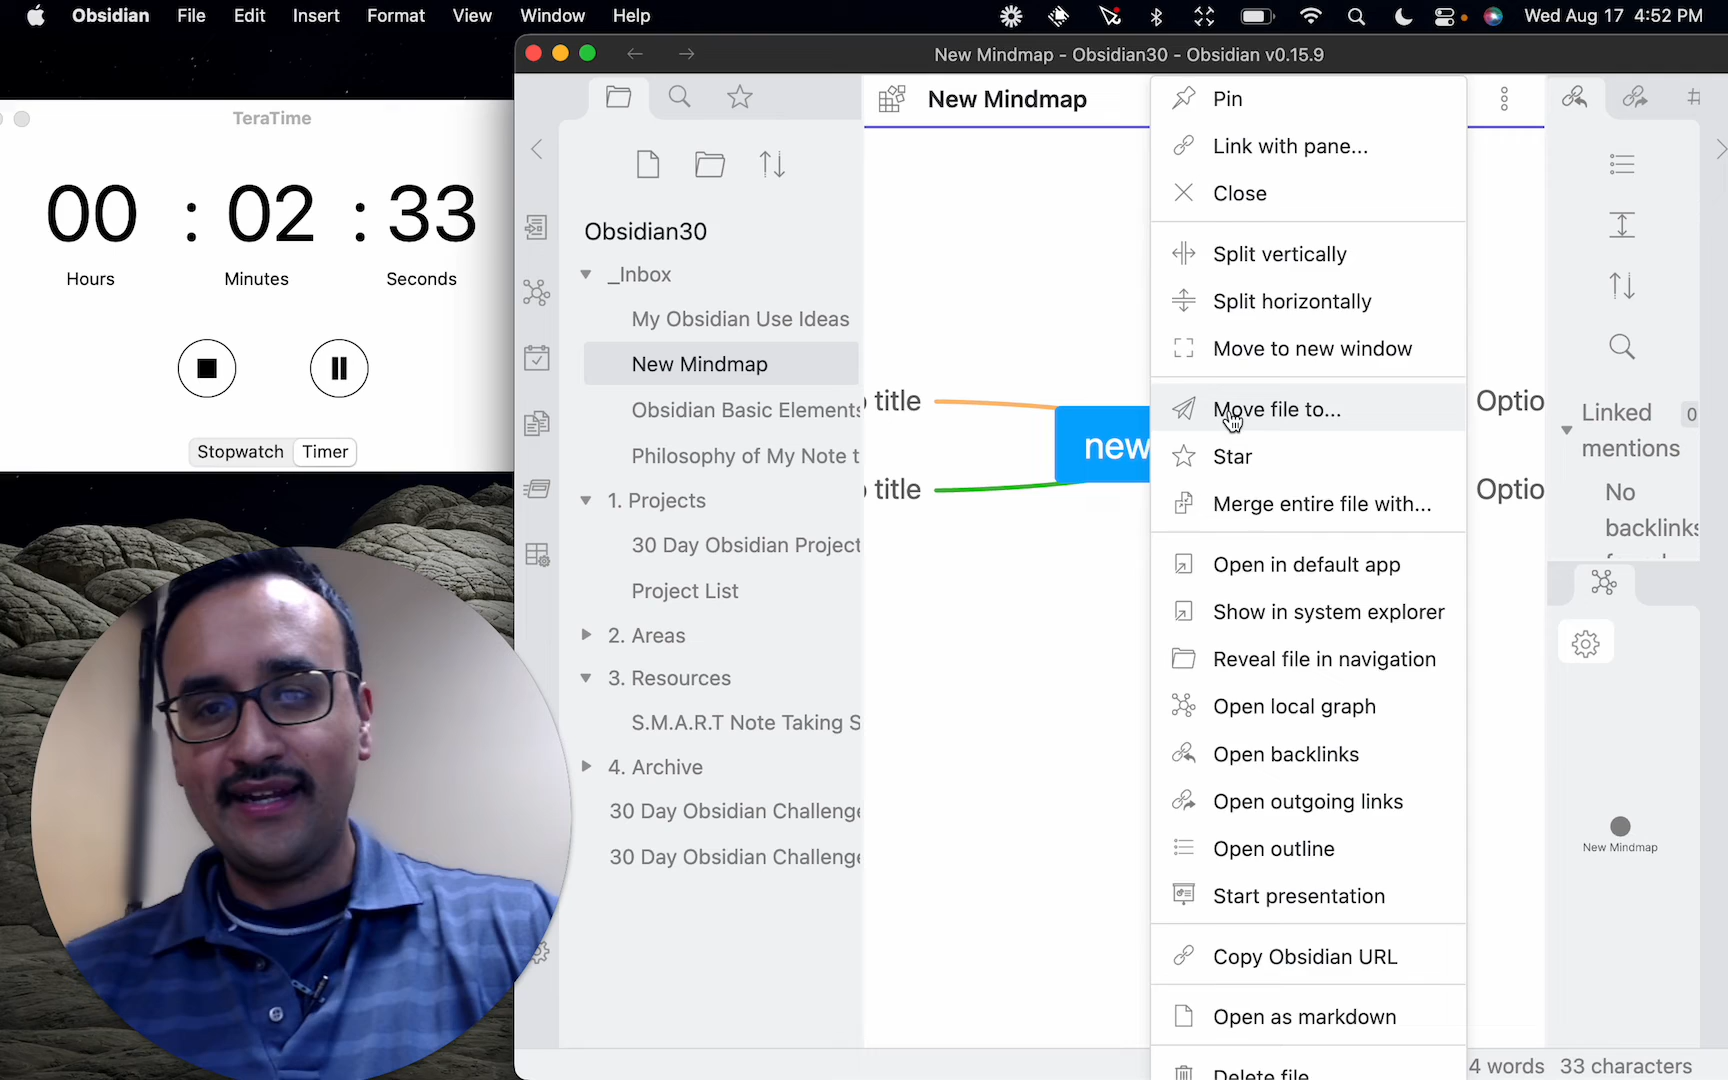 Obsidian File Edit Insert Format View Window Help Wed Aug 17 4:52 PM
TeraTime
00 : 02 : 33
Hours Minutes Seconds
Stopwatch Timer
New Mindmap - Obsidian30 - Obsidian v0.15.9
Obsidian30
_Inbox
My Obsidian Use Ideas
New Mindmap
Obsidian Basic Elements
Philosophy of My Note t
1. Projects
30 Day Obsidian Project
Project List
2. Areas
3. Resources
S.M.A.R.T Note Taking S
4. Archive
30 Day Obsidian Challenge
30 Day Obsidian Challenge
New Mindmap
title
title
new
Optio
Optio
Pin
Link with pane...
Close
Split vertically
Split horizontally
Move to new window
Move file to...
Star
Merge entire file with...
Open in default app
Show in system explorer
Reveal file in navigation
Open local graph
Open backlinks
Open outgoing links
Open outline
Start presentation
Copy Obsidian URL
Open as markdown
Delete file
Linked 0
mentions
No
backlinks
New Mindmap
4 words 33 characters